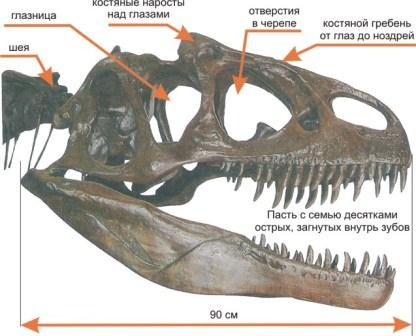 костяные наросты
над глазами
глазница
отверстия
в черепе
костяной гребень
от глаз до ноздрей
шея
Пасть с семью десятками
острых, загнутых внутрь зубов
90 см